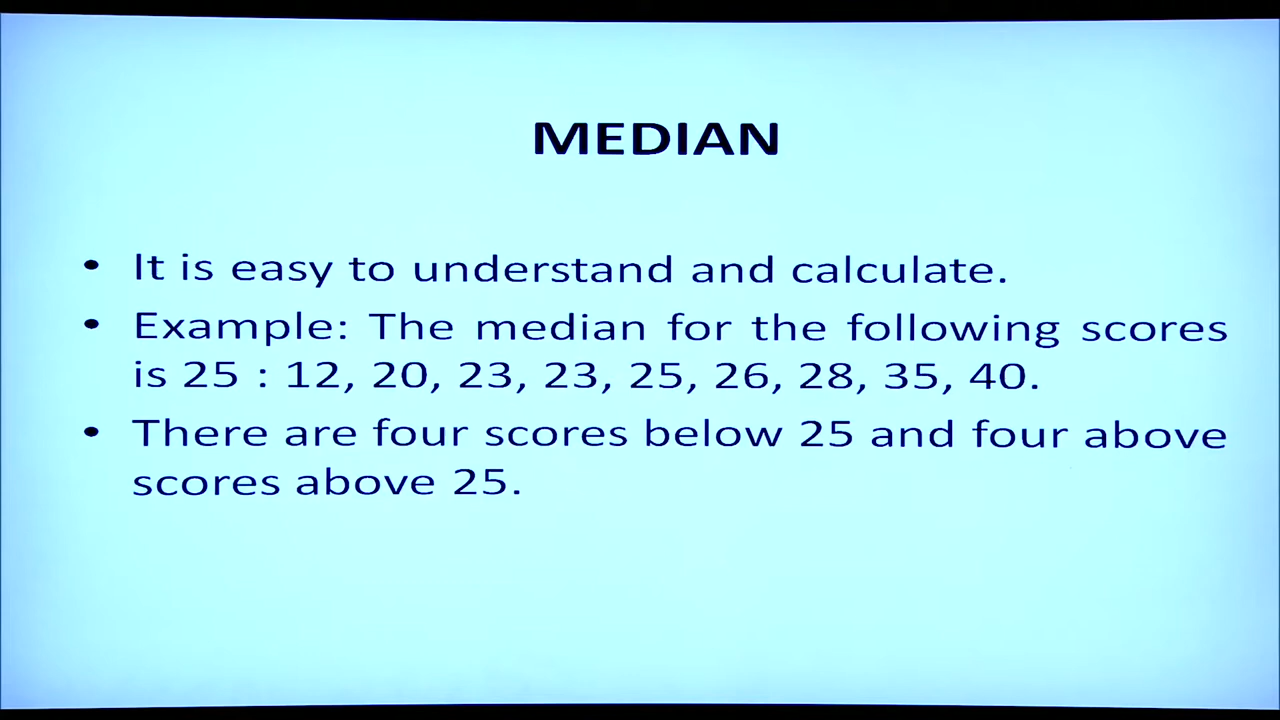 MEDIAN
• It is easy to understand and calculate.
• Example: The median for the following scores
is 25 : 12, 20, 23, 23, 25, 26, 28, 35, 40.
• There are four scores below 25 and four above
scores above 25.